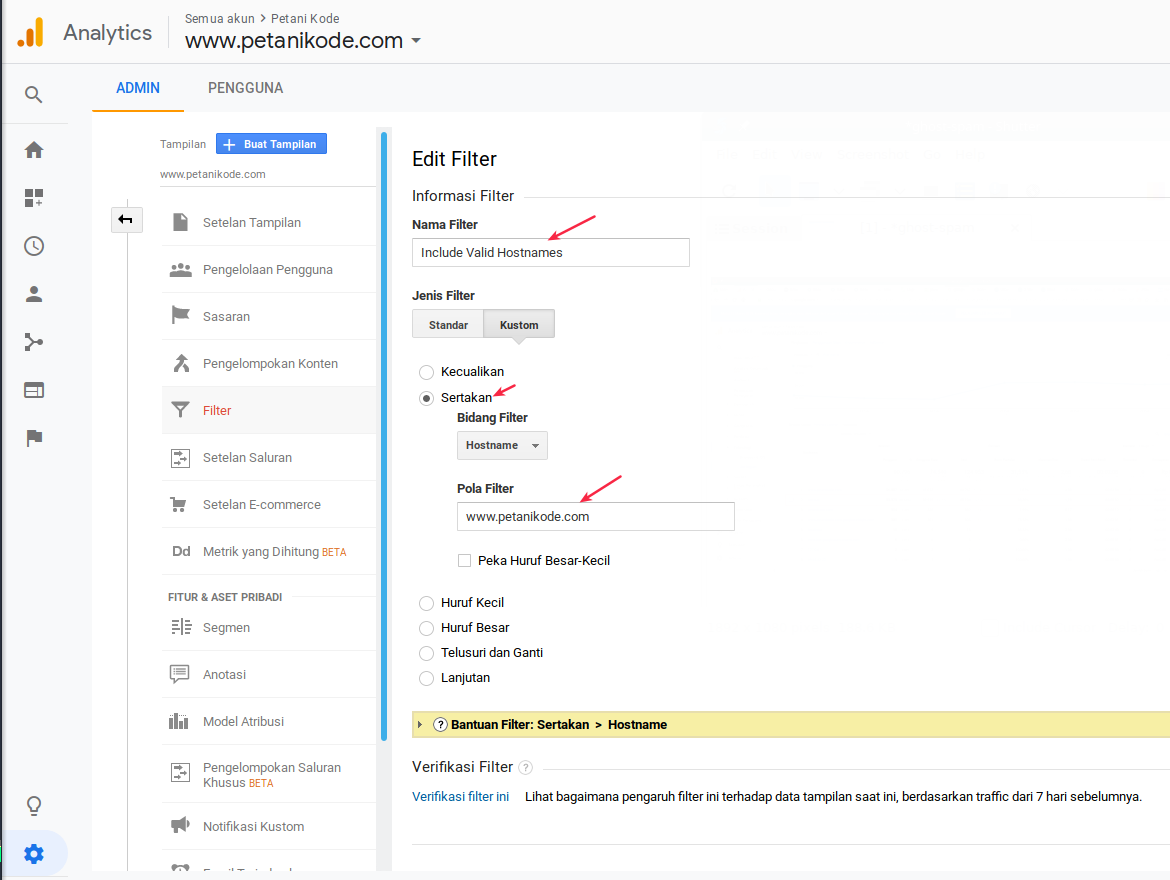 Analytics
Semua akun > Petani Kode
www.petanikode.com
ADMIN
PENGGUNA
Tampilan
+ Buat Tampilan
www.petanikode.com
Setelan Tampilan
Pengelolaan Pengguna
Sasaran
Pengelompokan Konten
Filter
Setelan Saluran
Setelan E-commerce
Dd Metrik yang Dihitung BETA
FITUR & ASET PRIBADI
Segmen
Anotasi
Model Atribusi
Pengelompokan Saluran
Khusus BETA
Notifikasi Kustom
Edit Filter
Informasi Filter
Nama Filter
Include Valid Hostnames
Jenis Filter
Standar
Kustom
Kecualikan
Sertakan
Bidang Filter
Hostname
Pola Filter
www.petanikode.com
Peka Huruf Besar-Kecil
Huruf Kecil
Huruf Besar
Telusuri dan Ganti
Lanjutan
? Bantuan Filter: Sertakan > Hostname
Verifikasi Filter ?
Verifikasi filter ini
Lihat bagaimana pengaruh filter ini terhadap data tampilan saat ini, berdasarkan traffic dari 7 hari sebelumnya.